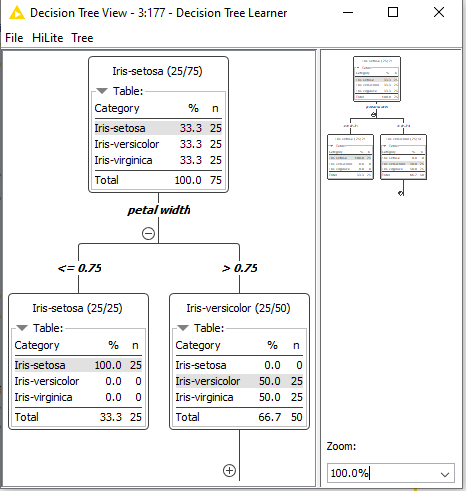 Decision Tree View - 3:177 - Decision Tree Learner
File HiLite Tree
Iris-setosa (25/75)
Table:
Category % n
Iris-setosa 33.3 25
Iris-versicolor 33.3 25
Iris-virginica 33.3 25
Total 100.0 75
petal width
<= 0.75 > 0.75
Iris-setosa (25/25)
Table:
Category % n
Iris-setosa 100.0 25
Iris-versicolor 0.0 0
Iris-virginica 0.0 0
Total 33.3 25
Iris-versicolor (25/50)
Table:
Category % n
Iris-setosa 0.0 0
Iris-versicolor 50.0 25
Iris-virginica 50.0 25
Total 66.7 50
Zoom:
100.0%